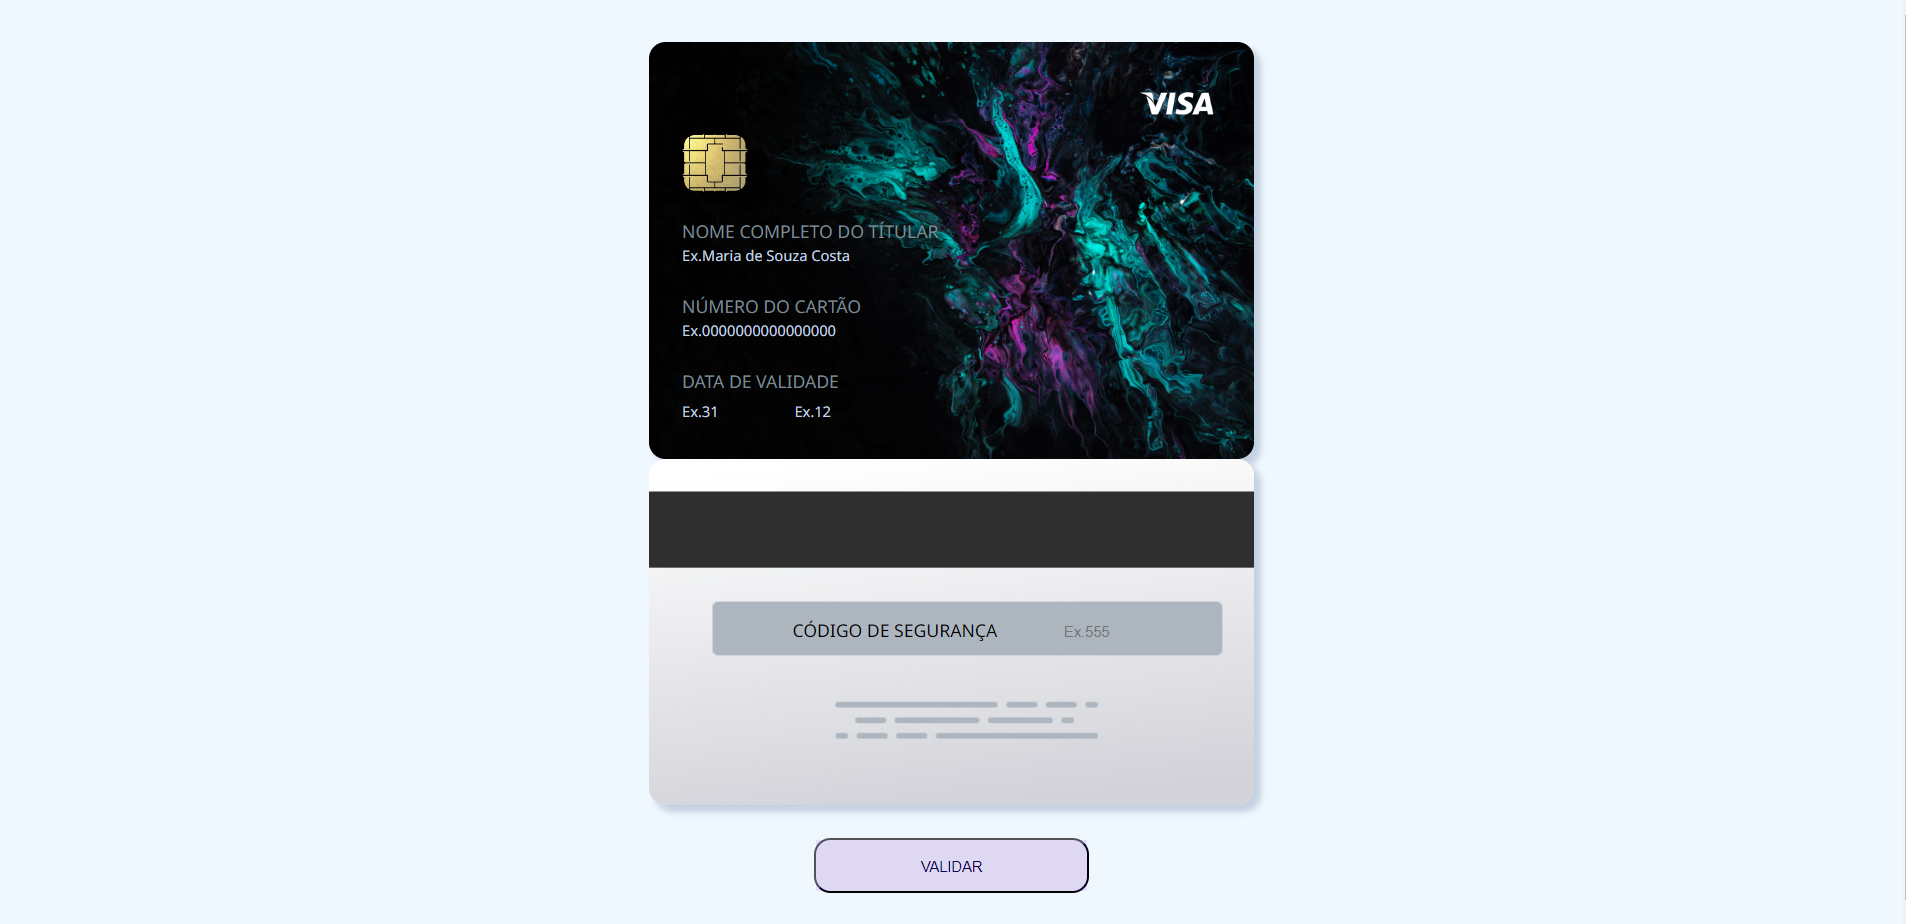 VISA
NOME COMPLETO DO TÍTULAR
Ex.Maria de Souza Costa
NÚMERO DO CARTÃO
Ex.0000000000000000
DATA DE VALIDADE
Ex.31 Ex.12
CÓDIGO DE SEGURANÇA Ex.555
VALIDAR